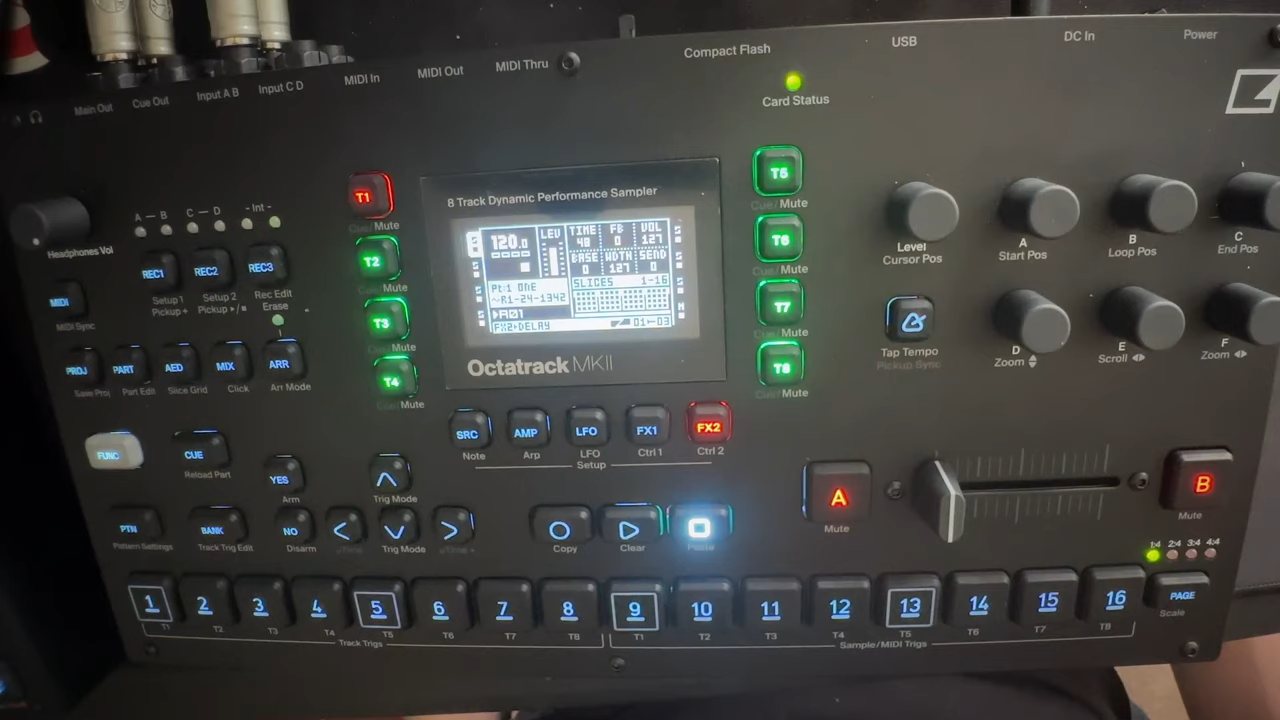 Main Out
Cue Out
Input A B
Input C D
MIDI In
MIDI Out
MIDI Thru
Compact Flash
USB
DC In
Power
Card Status
Headphones Vol
A — B
C — D
- Int -
REC1
REC2
REC3
Setup 1
Pickup +
Setup 2
Rec Edit
Erase
MIDI
MIDI Sync
PROJ
PART
AED
MIX
ARR
Save Proj
Part Edit
Slice Grid
Click
Arr Mode
T1
Cue/Mute
T2
Cue/Mute
T3
Cue/Mute
T4
Cue/Mute
8 Track Dynamic Performance Sampler
120.0
LEV
TIME
FB
VOL
48
0
127
BASE
WDTH
SEND
0
127
0
SLICES
1-16
Pt:1 ONE
~R1-24-1342
FX2▸DELAY
Octatrack MKII
T5
Cue/Mute
T6
Cue/Mute
T7
Cue/Mute
T8
Cue/Mute
Level
Cursor Pos
A
Start Pos
B
Loop Pos
C
End Pos
Tap Tempo
Pickup Sync
D
Zoom
E
Scroll
F
Zoom
FUNC
CUE
Reload Part
YES
Arm
Trig Mode
SRC
AMP
LFO
FX1
FX2
Note
Arp
LFO
Setup
Ctrl 1
Ctrl 2
PTN
Pattern Settings
BANK
Track Trig Edit
NO
Disarm
Trig Mode
Copy
Clear
Paste
A
Mute
B
Mute
1:4 2:4 3:4 4:4
1 2 3 4 5 6 7 8 9 10 11 12 13 14 15 16
PAGE
Scale
T1 T2 T3 T4 T5 T6 T7 T8 T1 T2 T3 T4 T5 T6 T7 T8
Track Trigs
Sample/MIDI Trigs